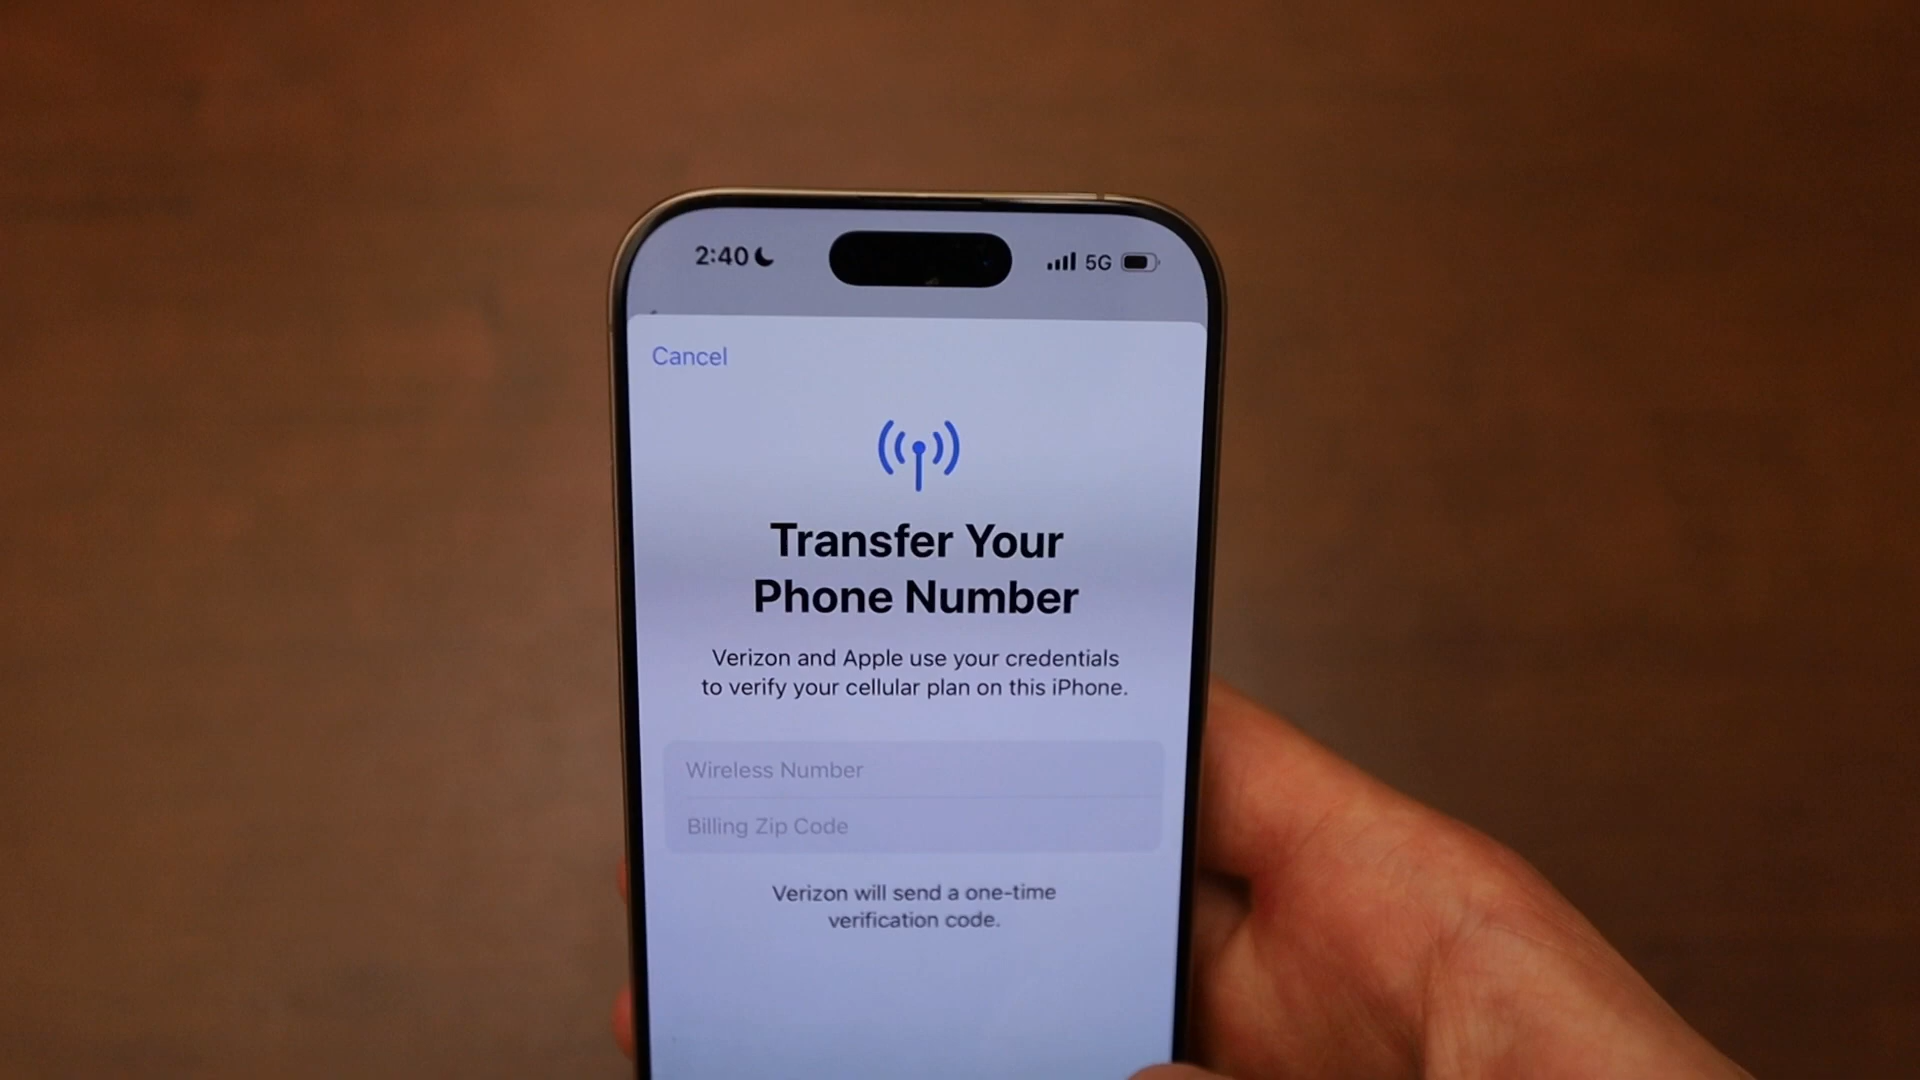 2:40
5G
Cancel
Transfer Your
Phone Number
Verizon and Apple use your credentials
to verify your cellular plan on this iPhone.
Wireless Number
Billing Zip Code
Verizon will send a one-time
verification code.